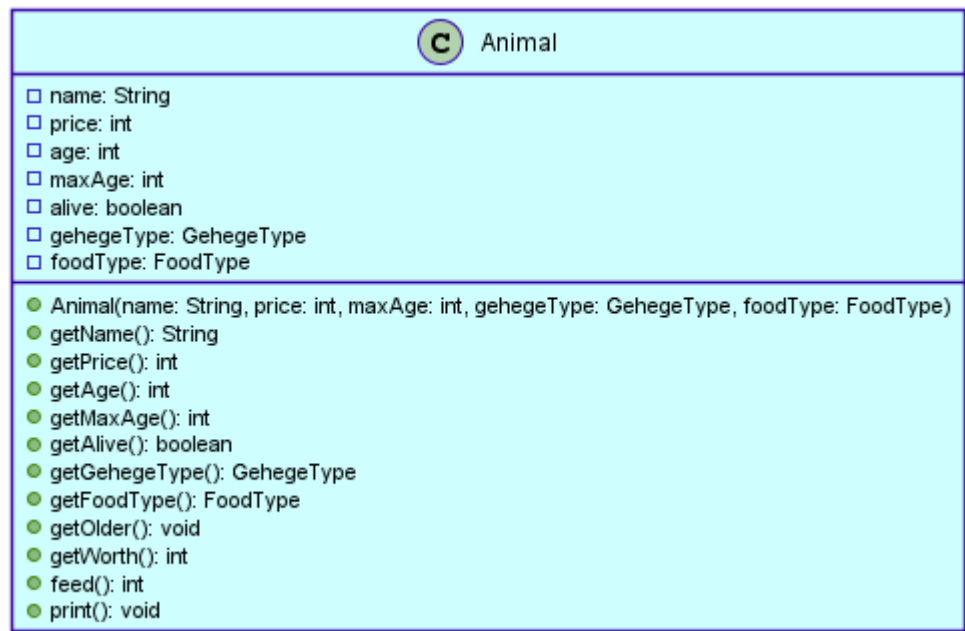 C Animal
name: String
price: int
age: int
maxAge: int
alive: boolean
gehegeType: GehegeType
foodType: FoodType
Animal(name: String, price: int, maxAge: int, gehegeType: GehegeType, foodType: FoodType)
getName(): String
getPrice(): int
getAge(): int
getMaxAge(): int
getAlive(): boolean
getGehegeType(): GehegeType
getFoodType(): FoodType
getOlder(): void
getWorth(): int
feed(): int
print(): void